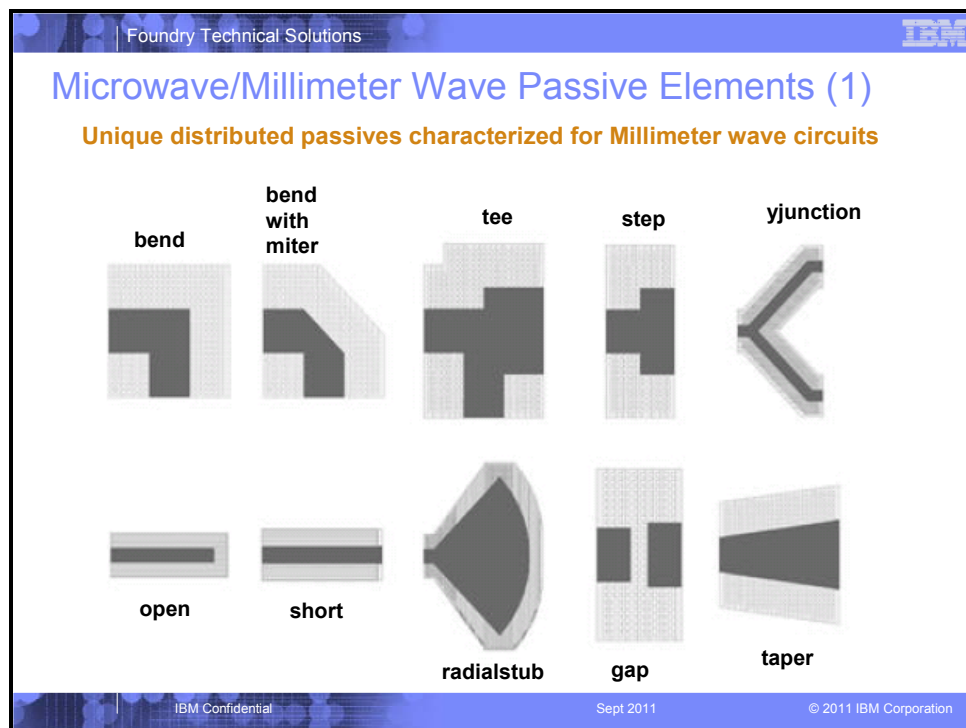 Foundry Technical Solutions
IBM
Microwave/Millimeter Wave Passive Elements (1)
Unique distributed passives characterized for Millimeter wave circuits
bend
bend
with
miter
tee
step
yjunction
open
short
radialstub
gap
taper
IBM Confidential
Sept 2011
© 2011 IBM Corporation